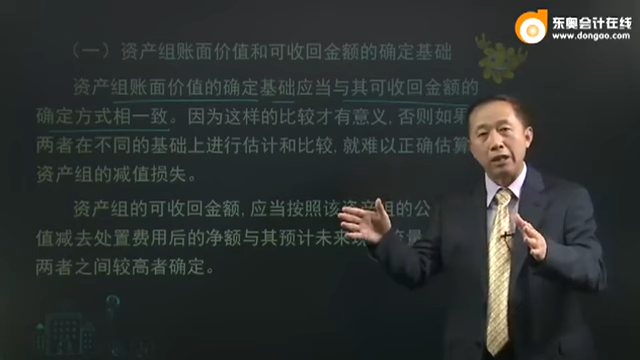 东奥会计在线
www.dongao.com
（一）资产组账面价值和可收回金额的确定基础
资产组账面价值的确定基础应当与其可收回金额的
确定方式相一致。因为这样的比较才有意义,否则如果
两者在不同的基础上进行估计和比较,就难以正确估算
资产组的减值损失。
资产组的可收回金额,应当按照该资产组的公
值减去处置费用后的净额与其预计未来现
两者之间较高者确定。